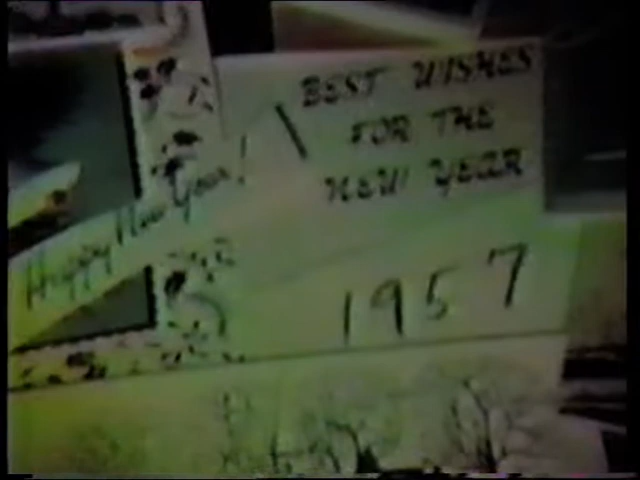 BEST WISHES
FOR THE
NEW YEAR
Happy New Year!
1957